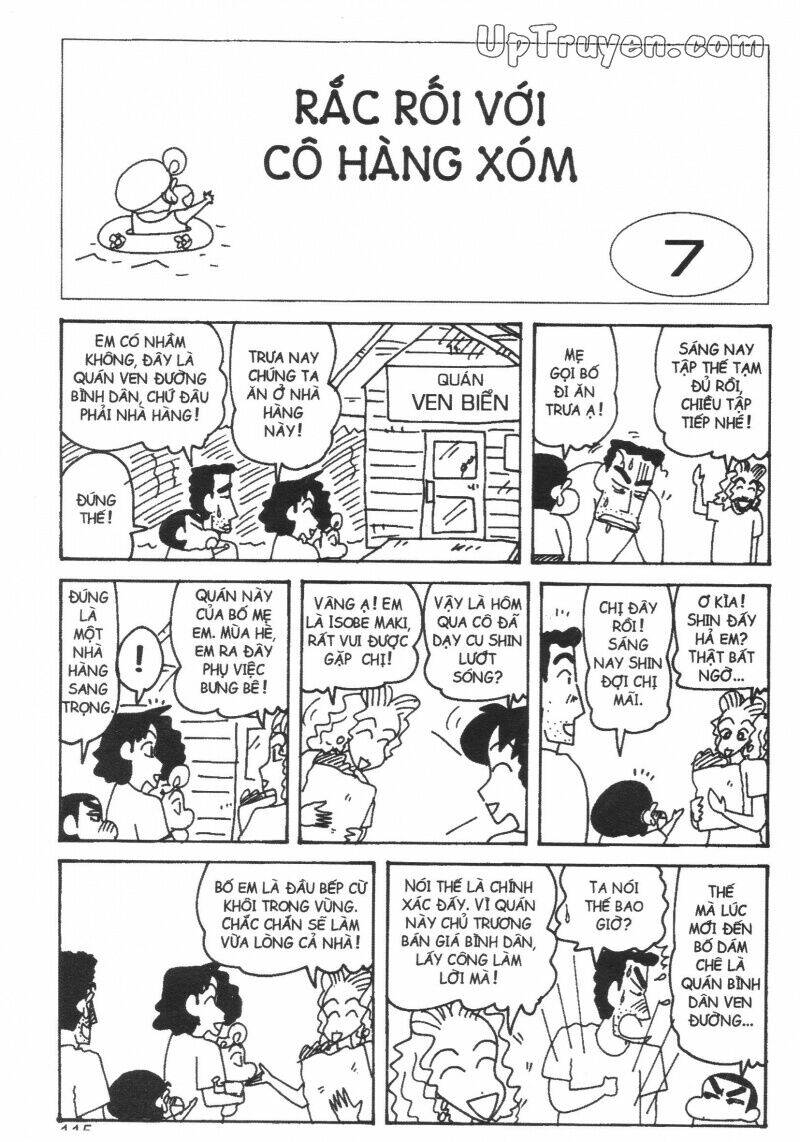 UpTruyen.com
RẮC RỐI VỚI
CÔ HÀNG XÓM
7
SÁNG NAY
TẬP THỂ TẠM
ĐỦ RỒI,
CHIỀU TẬP
TIẾP NHÉ!
MẸ
GỌI BỐ
ĐI ĂN
TRƯA Ạ!
QUÁN
VEN BIỂN
TRƯA NAY
CHÚNG TA
ĂN Ở NHÀ
HÀNG
NÀY!
EM CÓ NHẦM
KHÔNG, ĐÂY LÀ
QUÁN VEN ĐƯỜNG
BÌNH DÂN, CHỨ ĐÂU
PHẢI NHÀ HÀNG!
ĐÚNG
THẾ!
Ơ KÌA!
SHIN ĐẤY
HẢ EM?
THẬT BẤT
NGỜ...
CHỊ ĐÂY
RỒI!
SÁNG
NAY SHIN
ĐỢI CHỊ
MÃI.
VẬY LÀ HÔM
QUA CÔ ĐÃ
DẠY CU SHIN
LƯỚT
SÓNG?
VÂNG Ạ! EM
LÀ ISOBE MAKI,
RẤT VUI ĐƯỢC
GẶP CHỊ!
QUÁN NÀY
CỦA BỐ MẸ
EM. MÙA HÈ,
EM RA ĐÂY
PHỤ VIỆC
BƯNG BÊ!
!
ĐÚNG
LÀ
MỘT
NHÀ
HÀNG
SANG
TRỌNG.
THẾ
MÀ LÚC
MỚI ĐẾN
BỐ DÁM
CHÊ LÀ
QUÁN BÌNH
DÂN VEN
ĐƯỜNG...
TA NÓI
THẾ BAO
GIỜ?
NÓI THẾ LÀ CHÍNH
XÁC ĐẤY. VÌ QUÁN
NÀY CHỦ TRƯƠNG
BÁN GIÁ BÌNH DÂN,
LẤY CÔNG LÀM
LỜI MÀ!
BỐ EM LÀ ĐẦU BẾP CỪ
KHÔI TRONG VÙNG.
CHẮC CHẮN SẼ LÀM
VỪA LÒNG CẢ NHÀ!